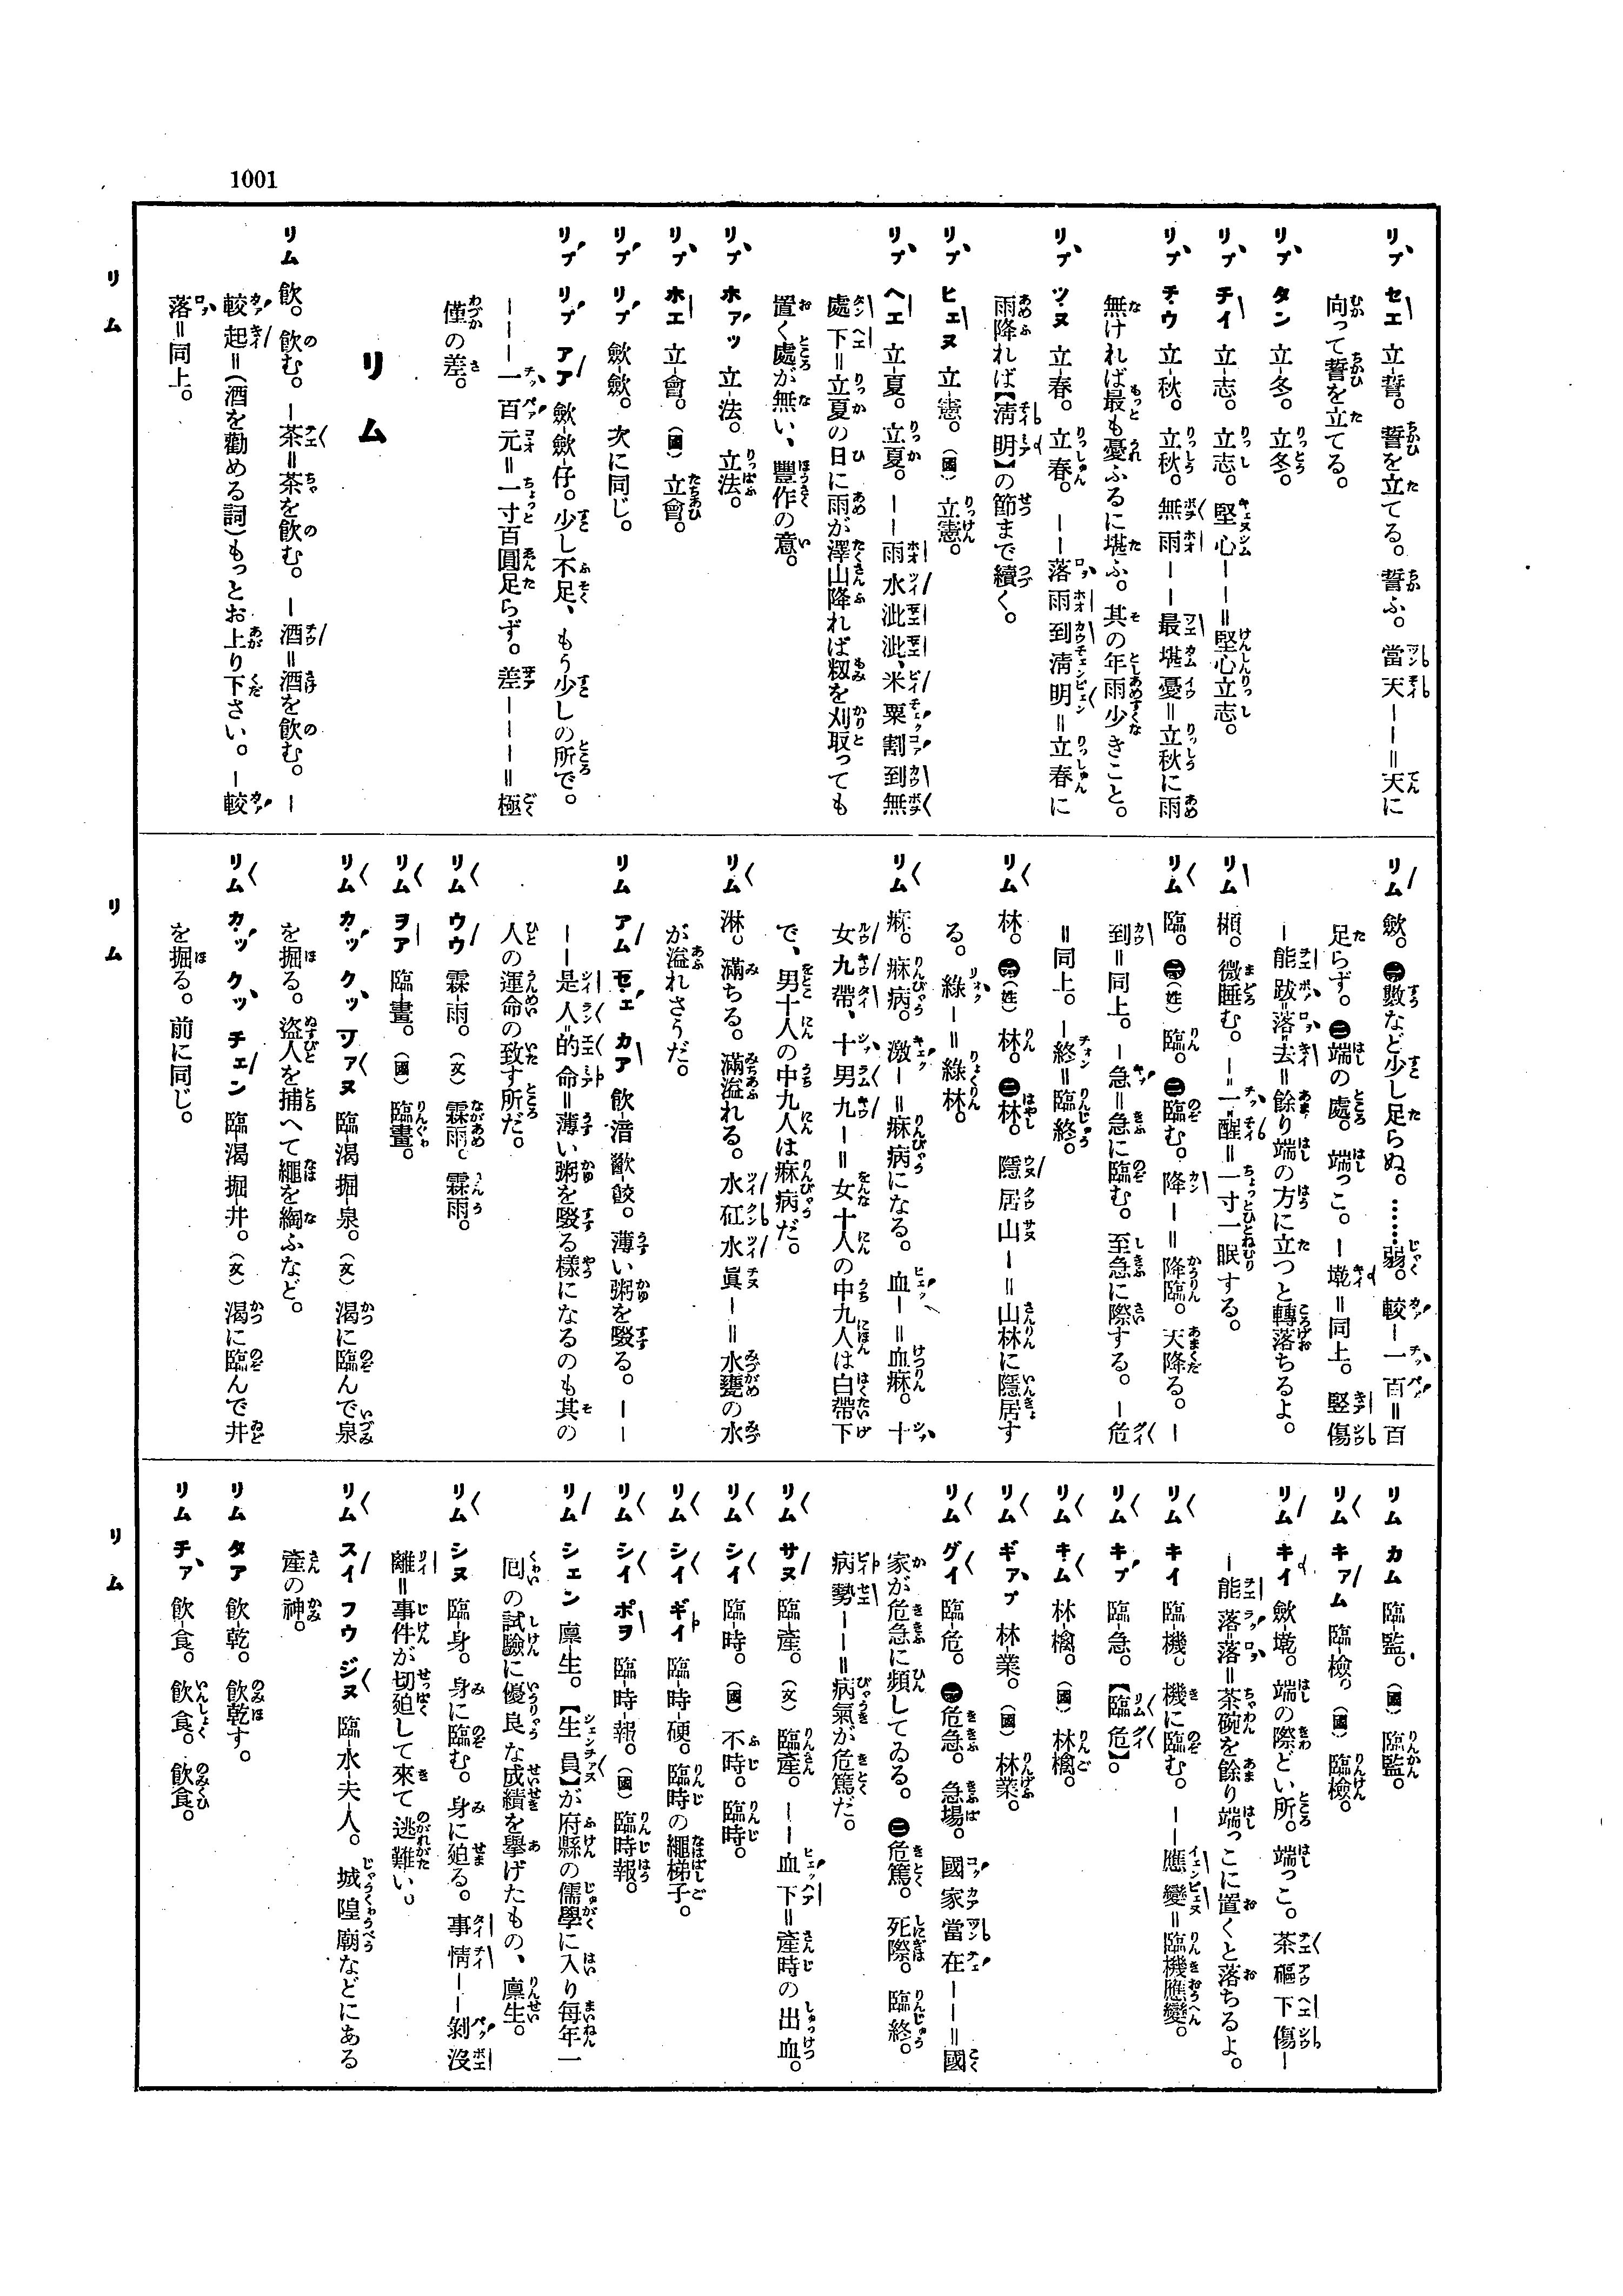 1001
リプ セエ 立-誓。誓を立てる。誓ふ。當天ーー=天に
向って誓を立てる。
リプ タン 立-冬。立冬。
リプ チイ 立-志。立志。堅心ーー=堅心立志。
リプ チウ 立-秋。立秋。無雨ーー最堪憂=立秋に雨
無ければ最も憂ふるに堪ふ。其の年雨少きこと。
リプ ツヌ 立-春。立春。ーー落雨到淸明=立春に
雨降れば【淸明】の節まで續く。
リプ ヒェヌ 立-憲。(國)立憲。
リプ ヘエ 立-夏。立夏。ーー雨水泚泚、米粟割到無
處下=立夏の日に雨が澤山降れば籾を刈取っても
置く處が無い、豐作の意。
リプ ホァッ 立-法。立法。
リプ ホエ 立-會。(國)立會。
リプ リプ 歛-歛。次に同じ。
リプ リプ アア 歛-歛仔。少し不足、もう少しの所で。
ーーー一百元=一寸百圓足らず。差ーーー=極
僅の差。
リム
リム 飮。飮む。ー茶=茶を飮む。ー酒=酒を飮む。ー
較起=(酒を勸める詞)もっとお上り下さい。ー較
落=同上。
リム 歛。㊀數など少し足らぬ。……弱。較ー一百=百
足らず。㊁端の處。端っこ。ー墘=同上。豎傷
ー能跋落去=餘り端の方に立つと轉落ちるよ。
リム 微睡む。ー一醒=一寸一眠する。
リム 臨。㊀(姓)臨。㊁臨む。降ー=降臨。天降る。ー
到=同上。ー急=急に臨む。至急に際する。ー危
=同上。ー終=臨終。
リム 林。㊀(姓)林。㊁林。隱居山ー=山林に隱居す
る。綠ー=綠林。
リム 痳。痳病。激ー=痳病になる。血ー=血痳。十
女九帶、十男九ー=女十人の中九人は白帶下
で、男十人の中九人は痳病だ。
リム 淋。滿ちる。滿溢れる。水缸水眞ー=水甕の水
が溢れさうだ。
リム アム モェ カア 飮-湆糜餃。薄い粥を啜る。ーー
ーー是人的命=薄い粥を啜る樣になるのも其の
人の運命の致す所だ。
リム ウウ 霖-雨。(文)霖雨。霖雨。
リム ヲア 臨-畫。(國)臨畫。
リム カッ クッ ツァヌ 臨-渴掘-泉。(文)渴に臨んで泉
を掘る。盜人を捕へて繩を綯ふなど。
リム カッ クッ チェン 臨-渴掘-井。(文)渴に臨んで井
を掘る。前に同じ。
リム カム 臨-監。(國)臨監。
リム キァム 臨-檢。(國)臨檢。
リム キイ 歛-墘。端の際どい所。端っこ。茶甌下傷ー
ー能落落=茶碗を餘り端っこに置くと落ちるよ。
リム キイ 臨-機。機に臨む。ーー應變=臨機應變。
リム キプ 臨-急。【臨危】。
リム キム 林-檎。(國)林檎。
リム ギァプ 林-業。(國)林業。
リム グイ 臨-危。㊀危急。急場。國家當在ーー=國
家が危急に頻してゐる。㊁危篤。死際。臨終。
病勢ーー=病氣が危篤だ。
リム サヌ 臨-產。(文)臨產。ーー血下=產時の出血。
リム シイ 臨-時。(國)不時。臨時。
リム シイ ギイ 臨-時-硬。臨時の繩梯子。
リム シイ ポヲ 臨-時-報。(國)臨時報。
リム シェン 廩-生。【生員】が府縣の儒學に入り每年一
囘の試驗に優良な成績を擧げたもの、廩生。
リム シヌ 臨-身。身に臨む。身に廹る。事情ーー剝沒
離=事件が切廹して來て逃難い。
リム スイ フウ ジヌ 臨-水-夫-人。城隍廟などにある
產の神。
リム タア 飮乾。飮乾す。
リム チァ 飮-食。飮食。飮食。
リム
リム
リム